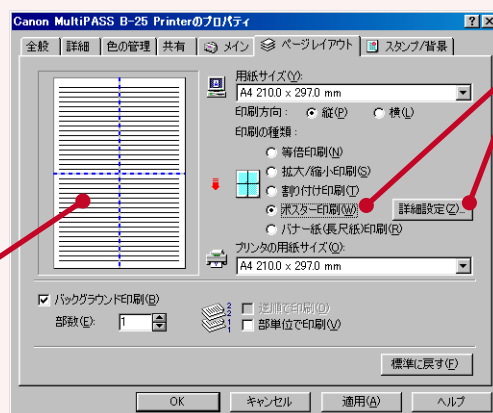 Canon MultiPASS B-25 Printerのプロパティ
全般 詳細 色の管理 共有 メイン ページレイアウト スタンプ/背景
用紙サイズ(Y):
A4 210.0 × 297.0 mm
印刷方向: 縦(P) 横(L)
印刷の種類:
等倍印刷(N)
拡大/縮小印刷(S)
割り付け印刷(T)
ポスター印刷(W) 詳細設定(Z)...
バナー紙(長尺紙)印刷(R)
プリンタの用紙サイズ(O):
A4 210.0 × 297.0 mm
バックグラウンド印刷(B)
部数(E): 1
2 2 1 1
逆順で印刷(O)
部単位で印刷(V)
標準に戻す(F)
OK キャンセル 適用(A) ヘルプ